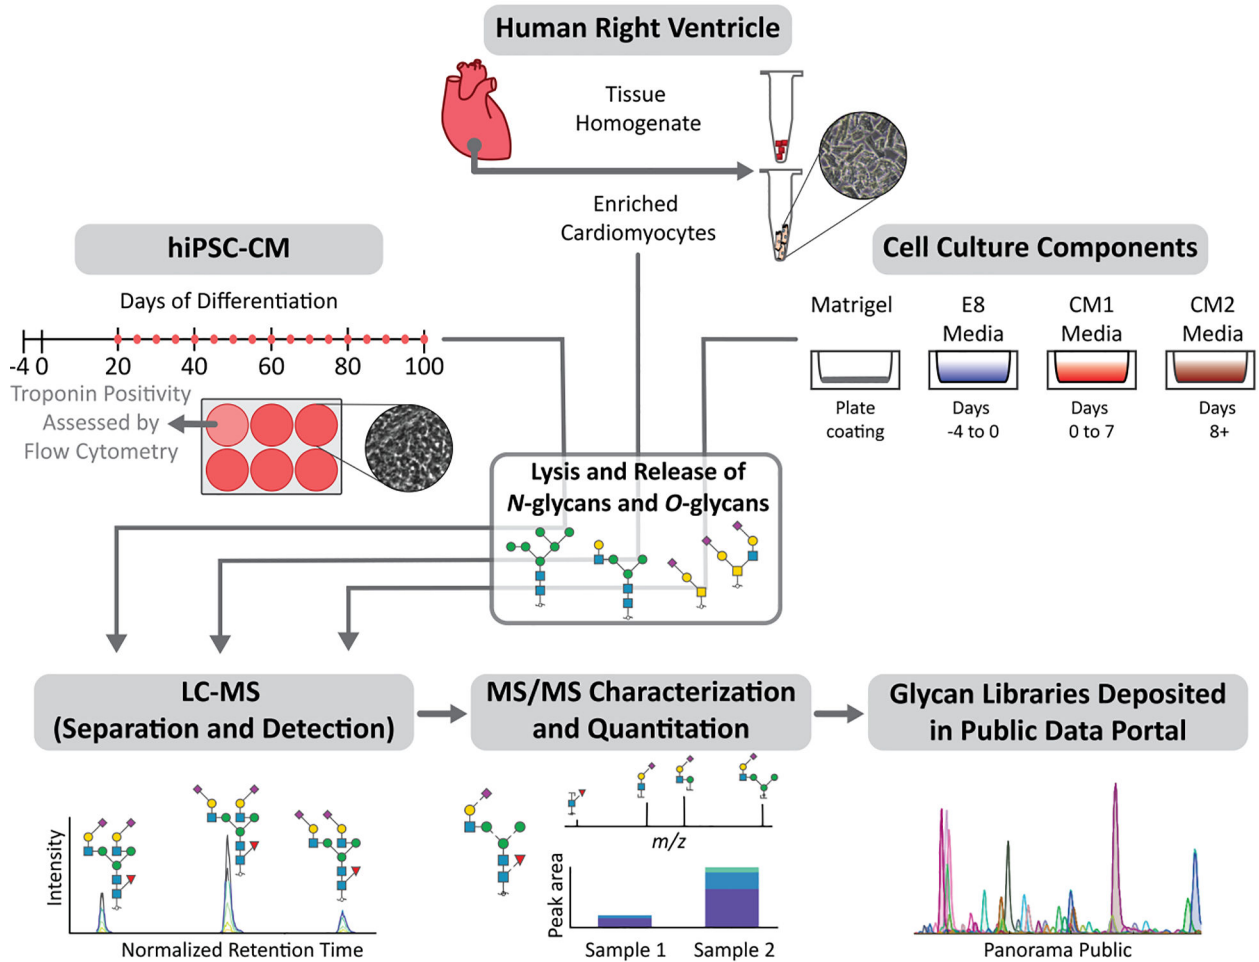 Human Right Ventricle
Tissue
Homogenate
Enriched
Cardiomyocytes
hiPSC-CM
Days of Differentiation
-4 0 20 40 60 80 100
Troponin Positivity
Assessed by
Flow Cytometry
Cell Culture Components
Matrigel
E8
Media
CM1
Media
CM2
Media
Plate
coating
Days
-4 to 0
Days
0 to 7
Days
8+
Lysis and Release of
N-glycans and O-glycans
LC-MS
(Separation and Detection)
MS/MS Characterization
and Quantitation
Glycan Libraries Deposited
in Public Data Portal
Intensity
Normalized Retention Time
m/z
Peak area
Sample 1 Sample 2
Panorama Public